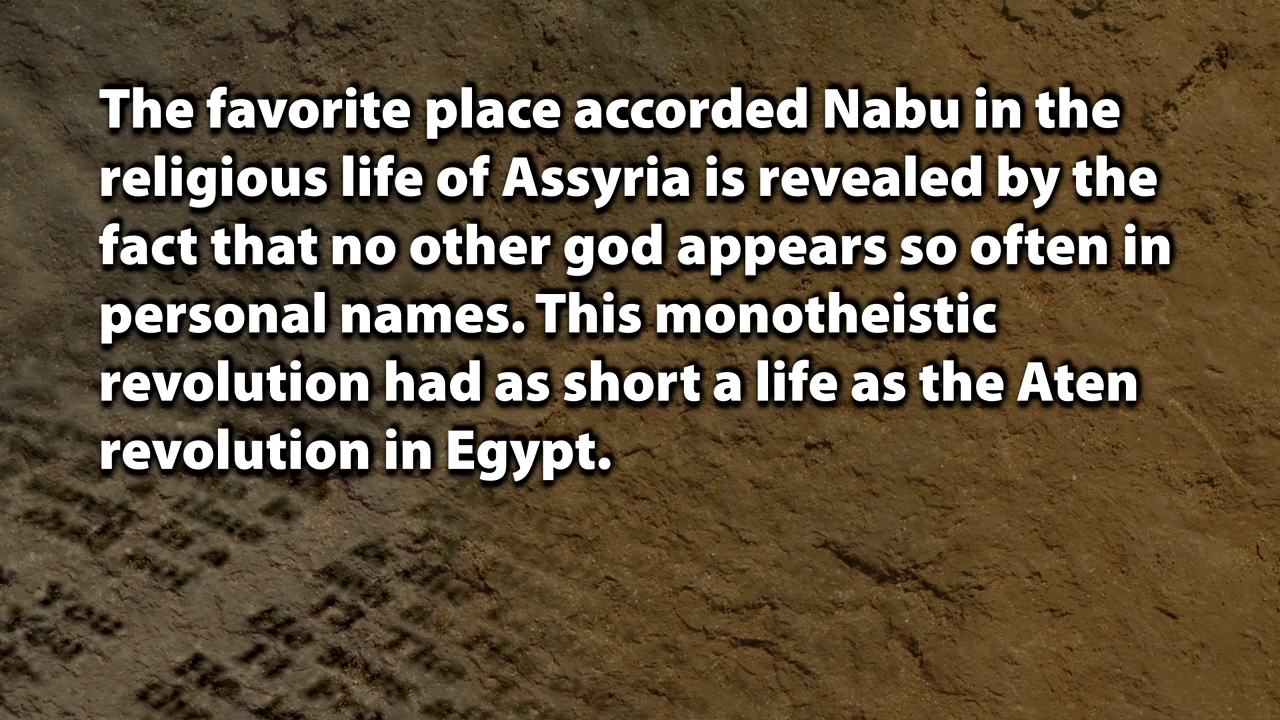 The favorite place accorded Nabu in the
religious life of Assyria is revealed by the
fact that no other god appears so often in
personal names. This monotheistic
revolution had as short a life as the Aten
revolution in Egypt.